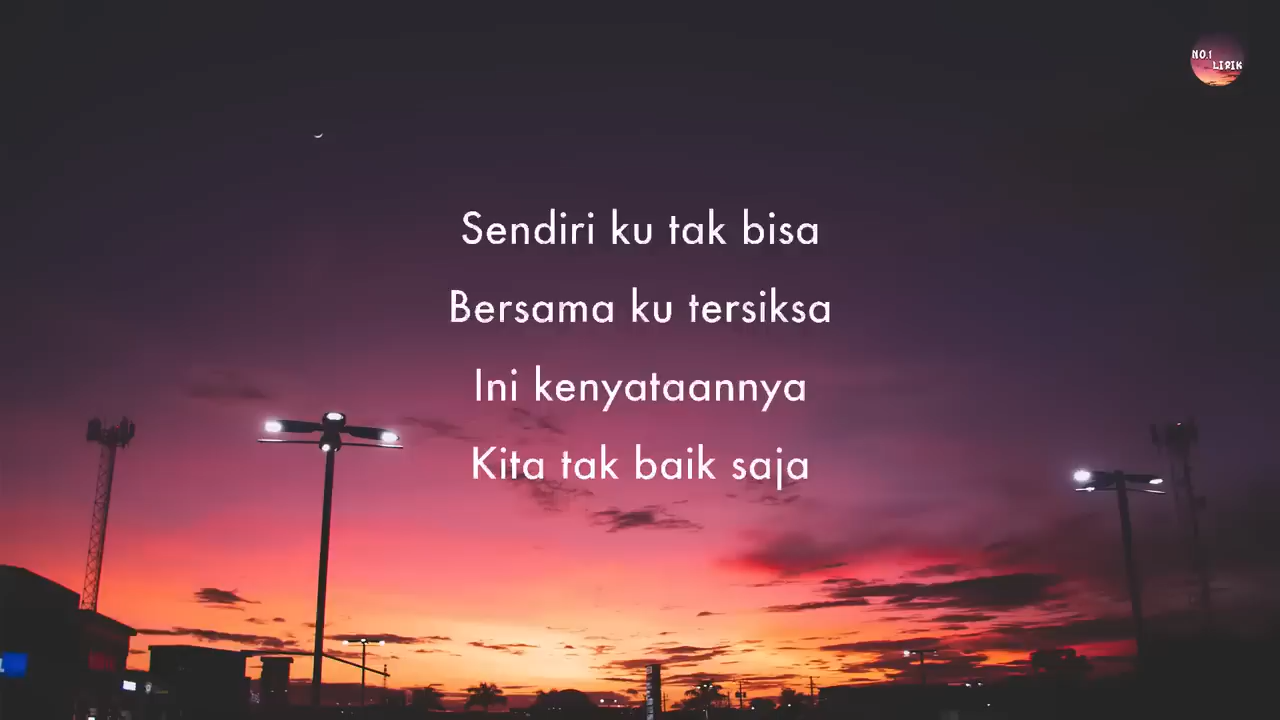 NO.1
LIRIK
Sendiri ku tak bisa
Bersama ku tersiksa
Ini kenyataannya
Kita tak baik saja